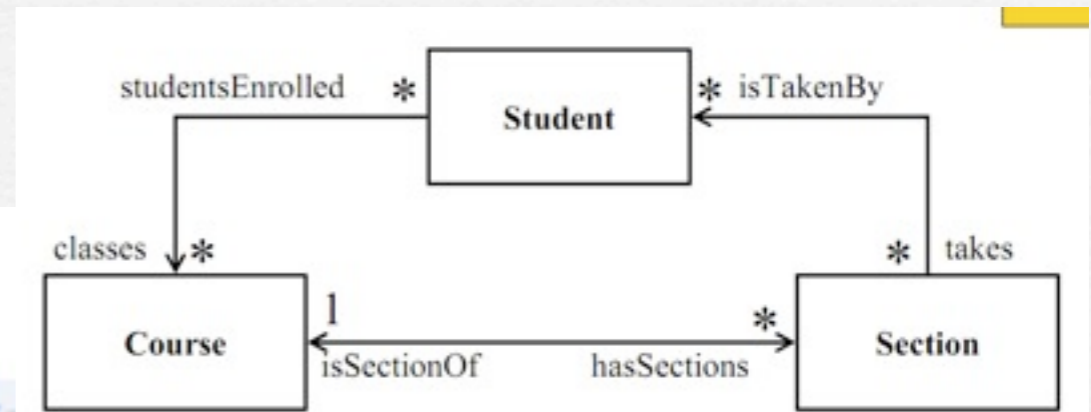 studentsEnrolled * * isTakenBy
Student
classes * * takes
1 *
Course Section
isSectionOf hasSections